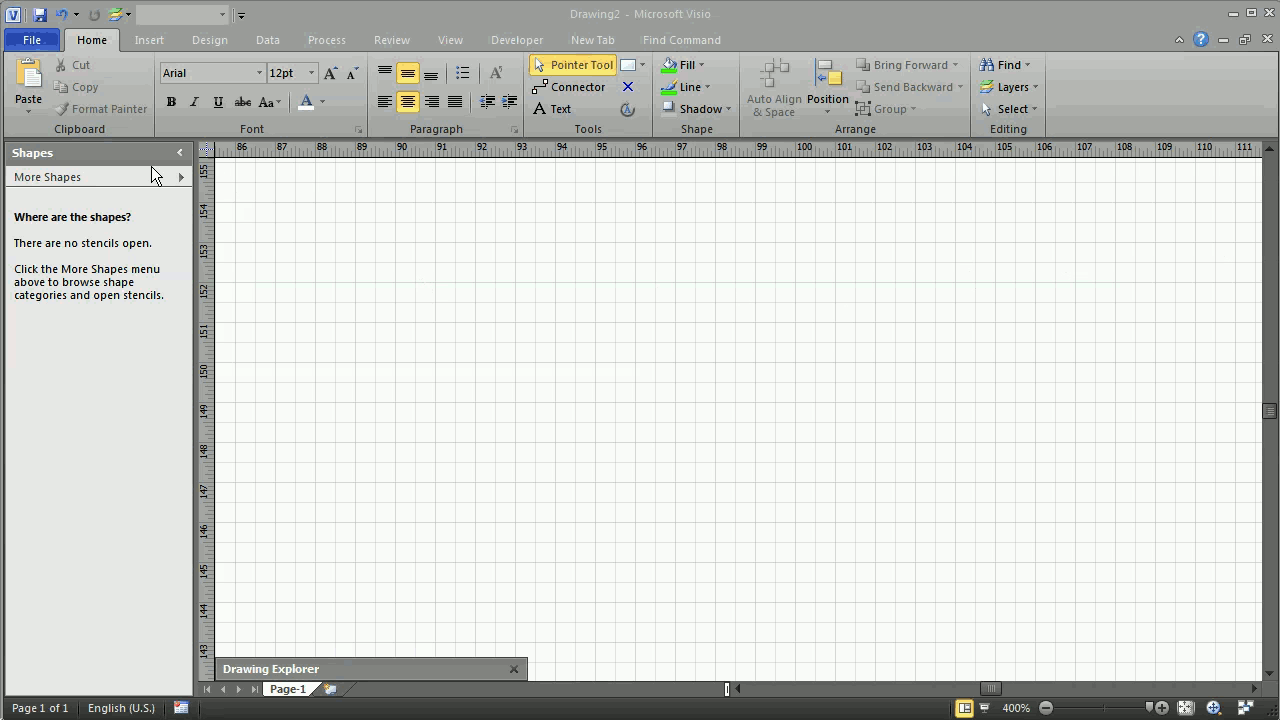 Drawing2 - Microsoft Visio
File Home Insert Design Data Process Review View Developer New Tab Find Command
Paste
Cut
Copy
Format Painter
Clipboard
Arial 12pt
B I U abc Aa A
Font
Paragraph
Pointer Tool
Connector
A Text
Tools
Fill
Line
Shadow
Shape
Auto Align
& Space
Position
Bring Forward
Send Backward
Group
Arrange
Find
Layers
Select
Editing
Shapes
More Shapes
Where are the shapes?
There are no stencils open.
Click the More Shapes menu
above to browse shape
categories and open stencils.
86 87 88 89 90 91 92 93 94 95 96 97 98 99 100 101 102 103 104 105 106 107 108 109 110 111
155
154
153
152
151
150
149
148
147
146
145
144
143
Drawing Explorer
Page-1
Page 1 of 1 English (U.S.) 400%